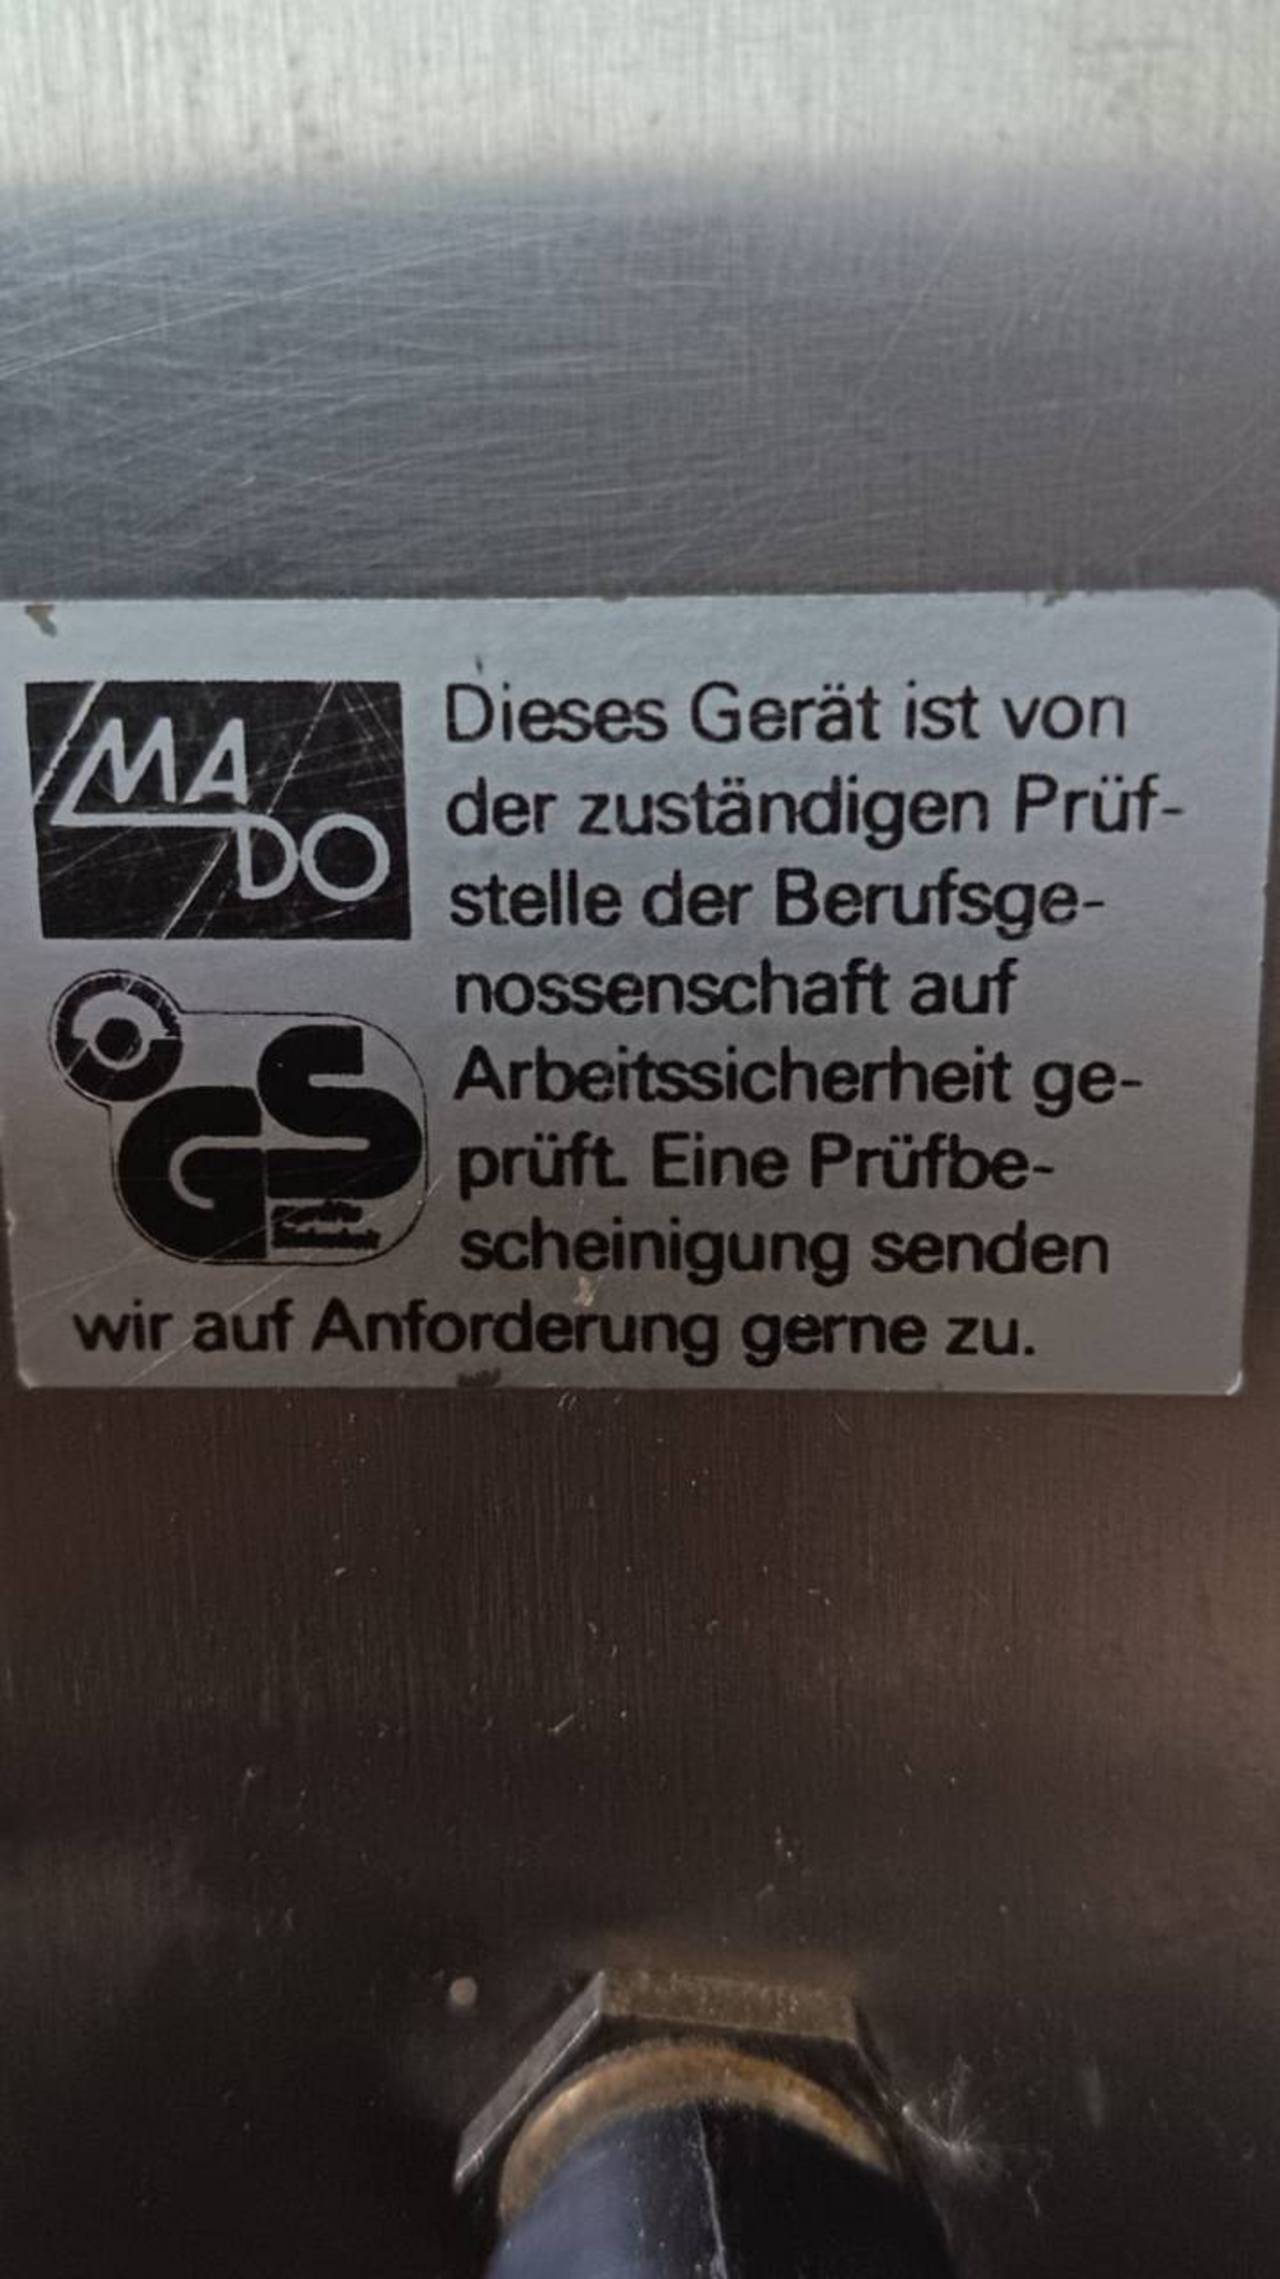 MA
DO
GS
Dieses Gerät ist von
der zuständigen Prüf-
stelle der Berufsge-
nossenschaft auf
Arbeitssicherheit ge-
prüft. Eine Prüfbe-
scheinigung senden
wir auf Anforderung gerne zu.